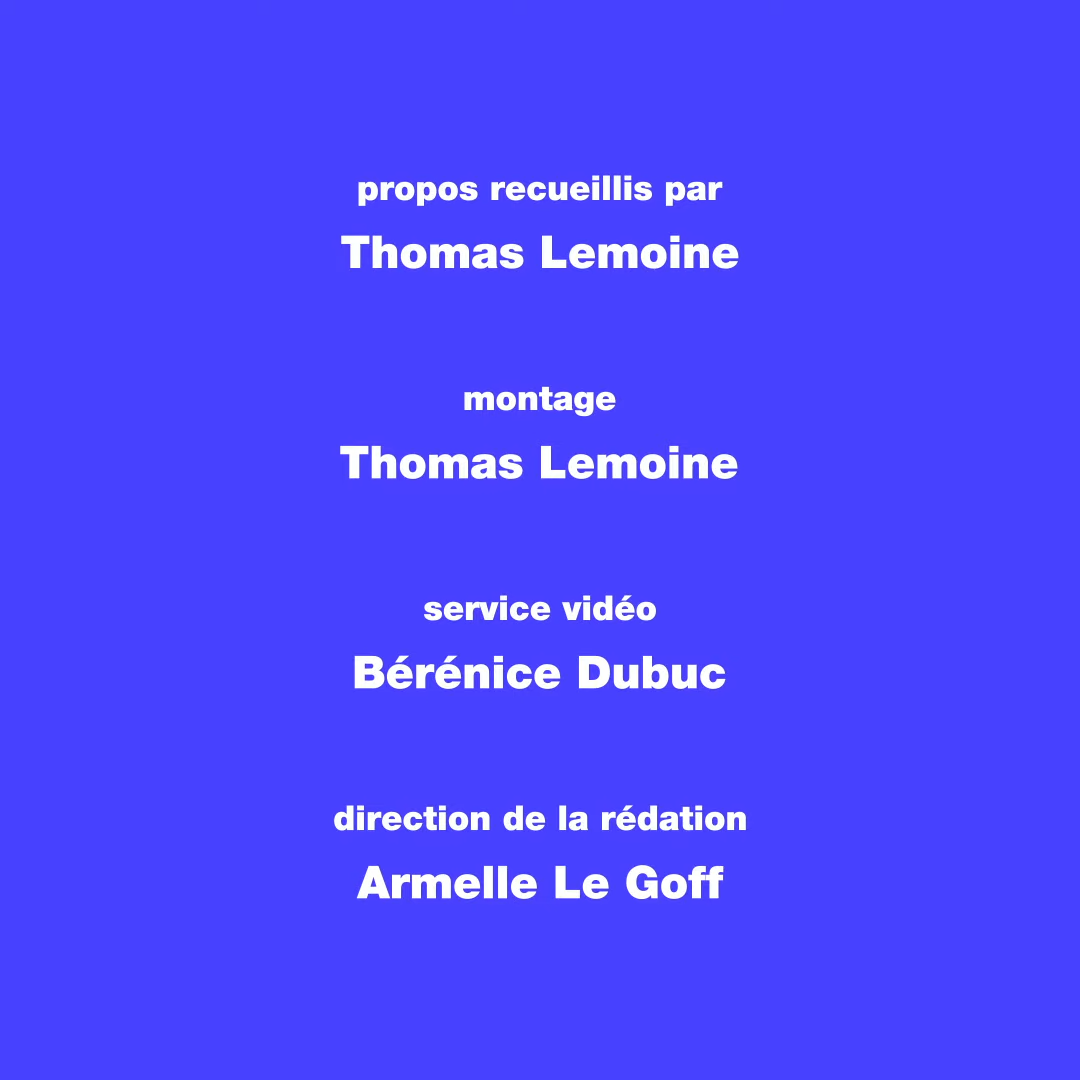 propos recueillis par
Thomas Lemoine
montage
Thomas Lemoine
service vidéo
Bérénice Dubuc
direction de la rédation
Armelle Le Goff